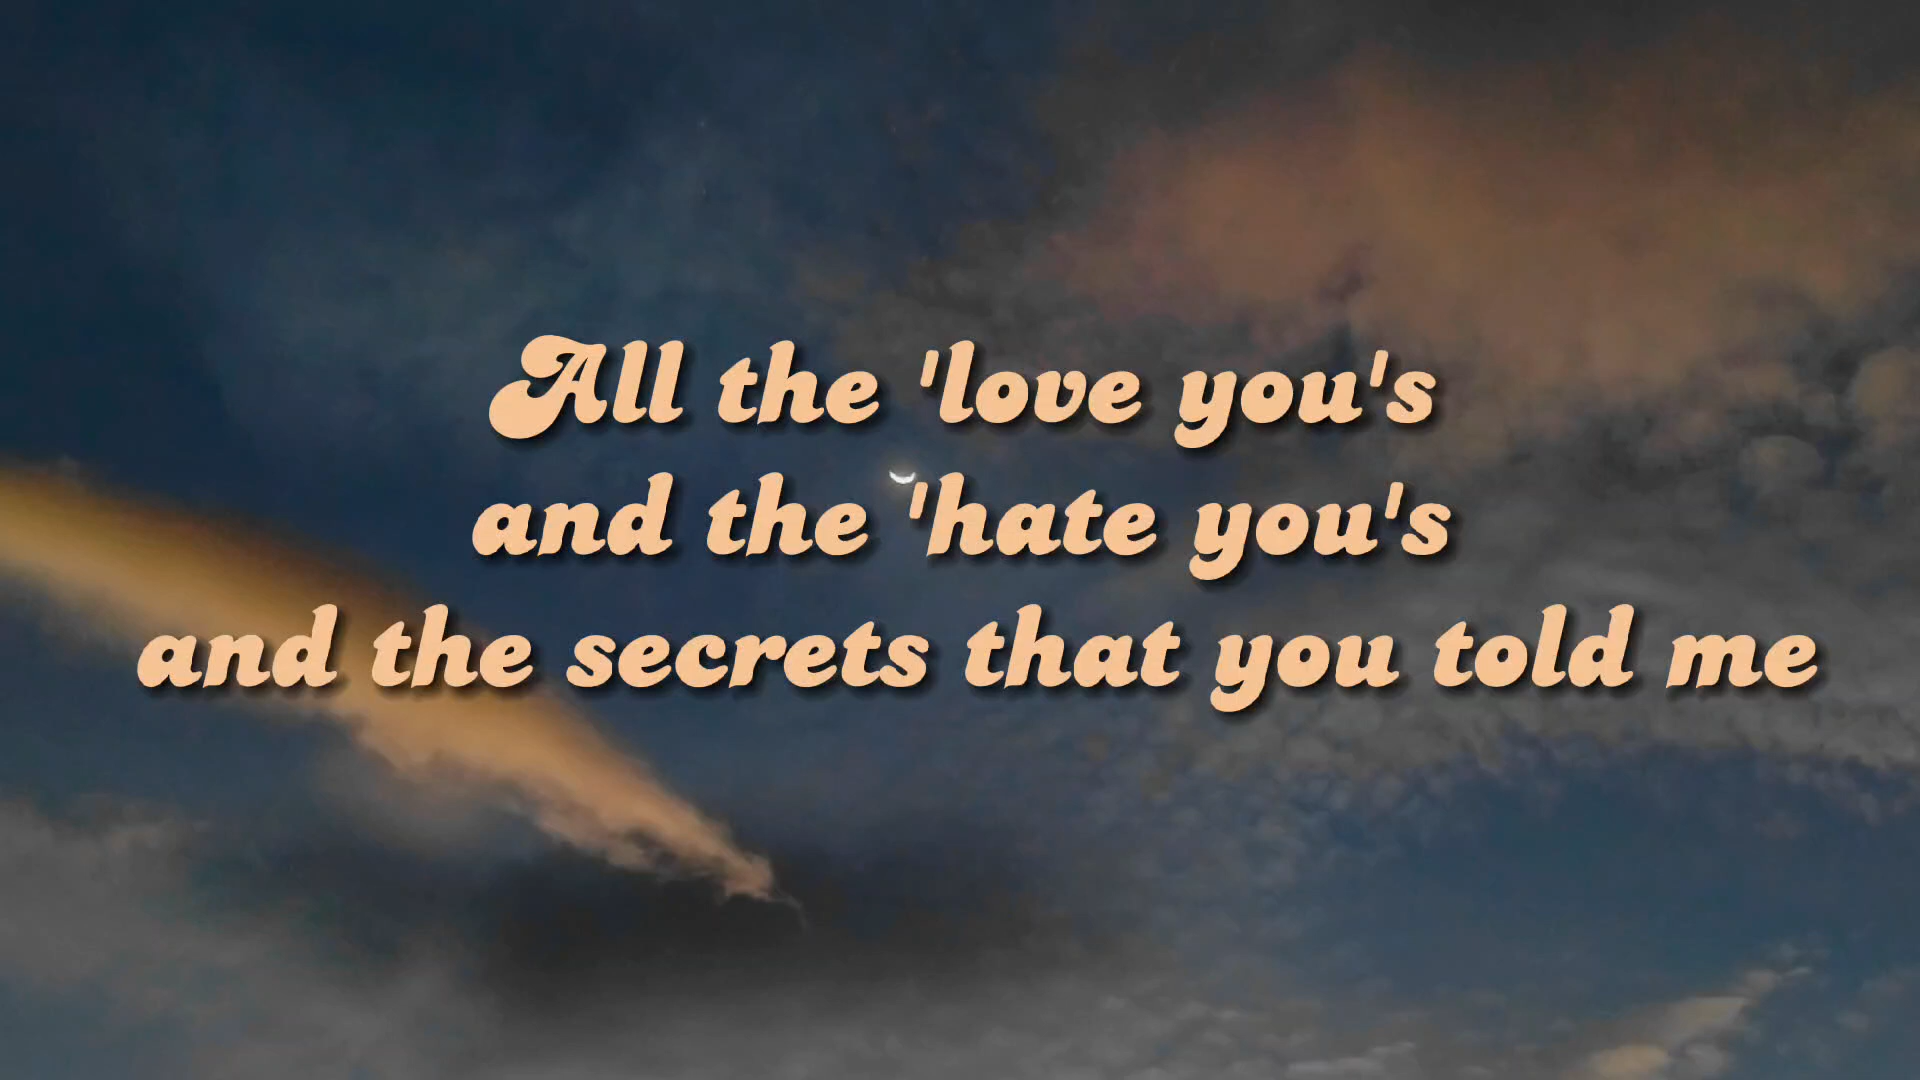 All the 'love you's
and the 'hate you's
and the secrets that you told me